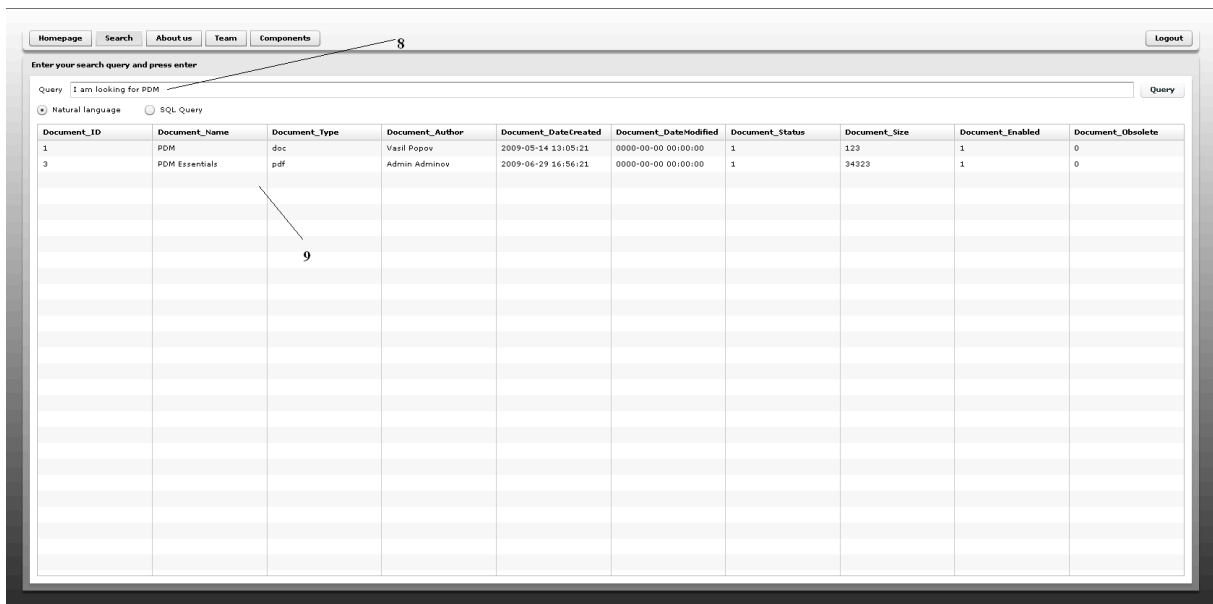 Homepage Search About us Team Components 8 Logout
Enter your search query and press enter
Query I am looking for PDM Query
Natural language SQL Query
Document_ID Document_Name Document_Type Document_Author Document_DateCreated Document_DateModified Document_Status Document_Size Document_Enabled Document_Obsolete
1 PDM doc Vasil Popov 2009-05-14 13:05:21 0000-00-00 00:00:00 1 123 1 0
3 PDM Essentials pdf Admin Adminov 2009-06-29 16:56:21 0000-00-00 00:00:00 1 34323 1 0
9